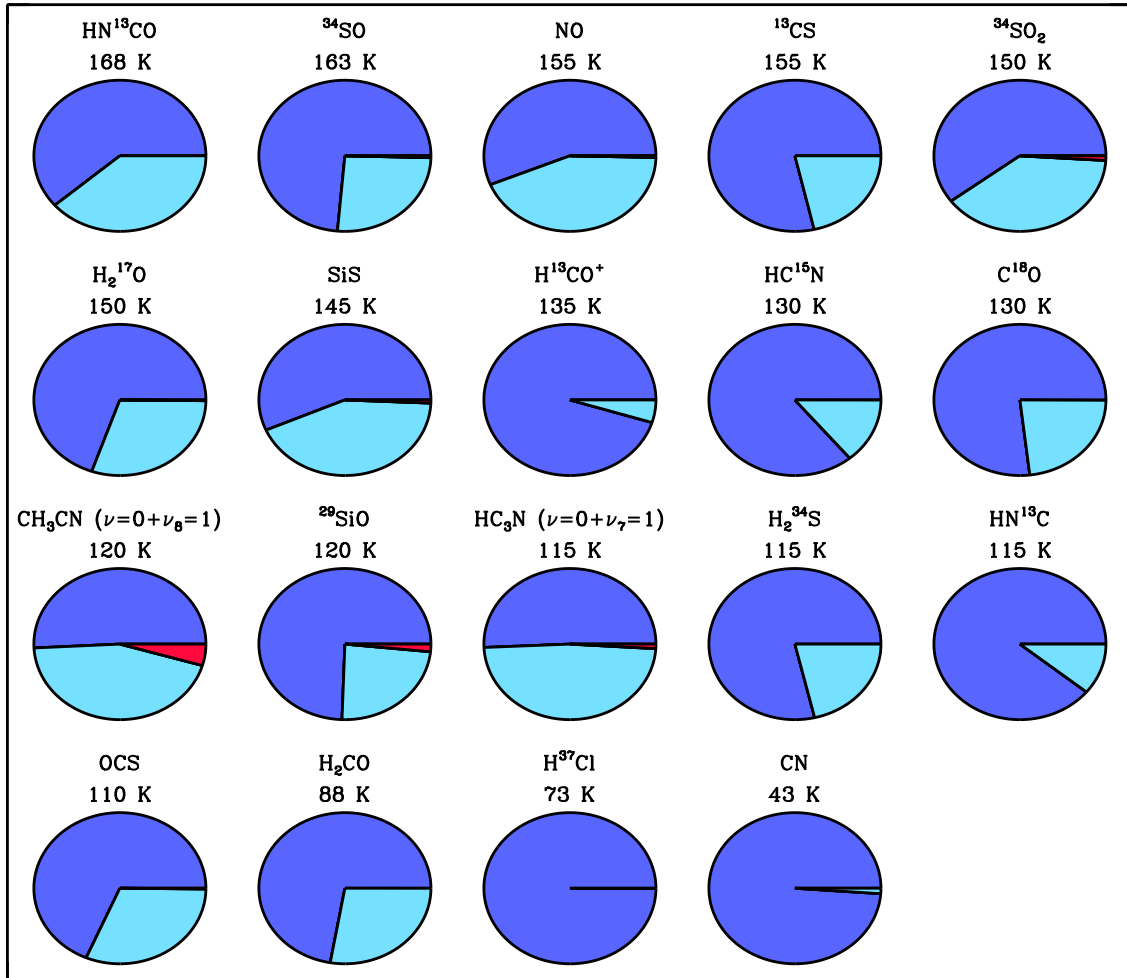 HN¹³CO ³⁴SO NO ¹³CS ³⁴SO₂
168 K 163 K 155 K 155 K 150 K
H₂¹⁷O SiS H¹³CO⁺ HC¹⁵N C¹⁸O
150 K 145 K 135 K 130 K 130 K
CH₃CN (ν=0+ν₈=1) ²⁹SiO HC₃N (ν=0+ν₇=1) H₂³⁴S HN¹³C
120 K 120 K 115 K 115 K 115 K
OCS H₂CO H³⁷Cl CN
110 K 88 K 73 K 43 K